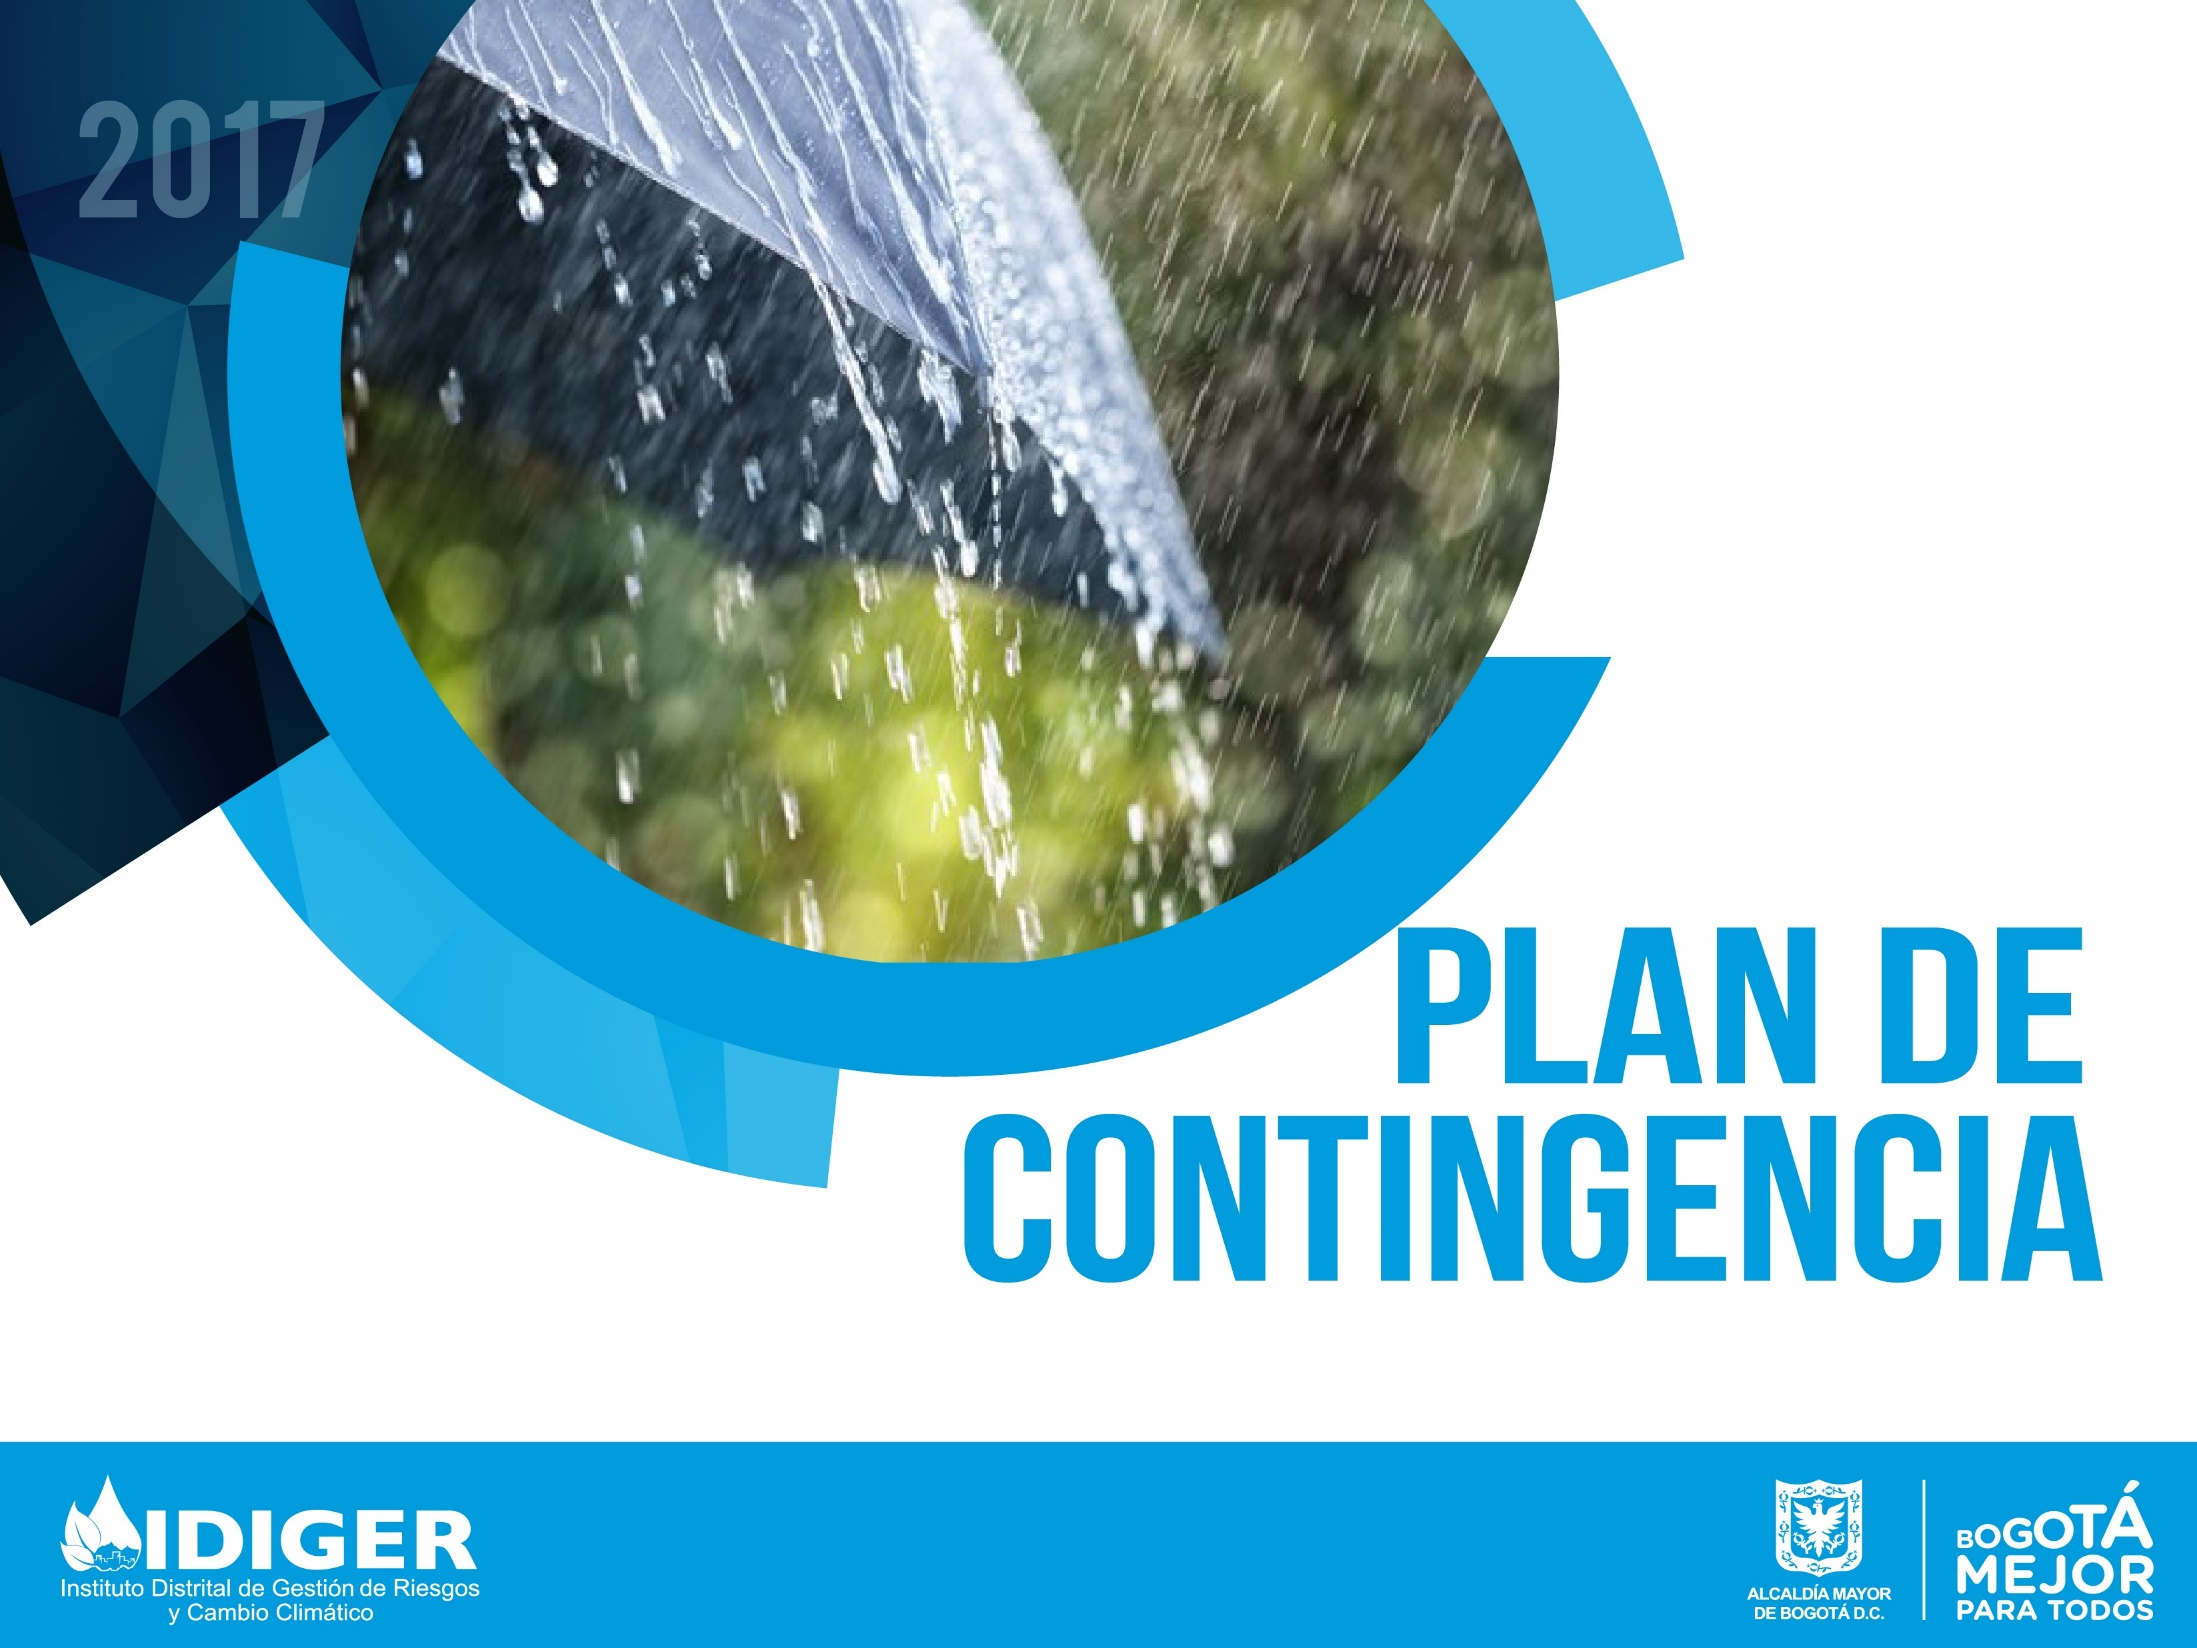 2017
PLAN DE
CONTINGENCIA
IDIGER
Instituto Distrital de Gestión de Riesgos
y Cambio Climático
ALCALDÍA MAYOR
DE BOGOTÁ D.C.
BOGOTÁ
MEJOR
PARA TODOS